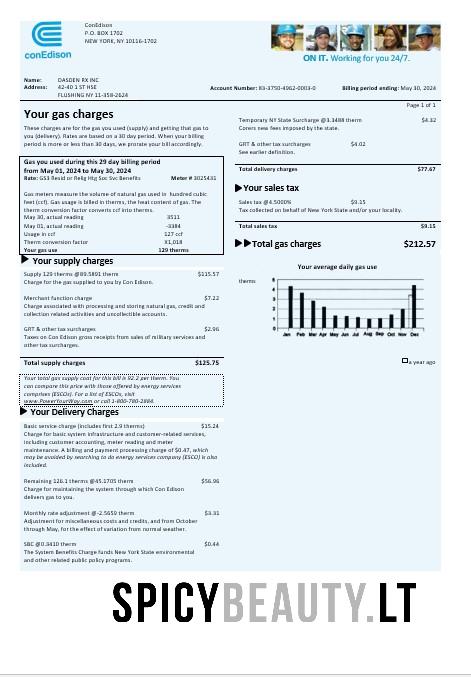 ConEdison
P.O. BOX 1702
NEW YORK, NY 10116-1702
conEdison
ON IT. Working for you 24/7.
Name: DASDEN RX INC
Address: 42-40 1 ST HSE
FLUSHING NY 11-358-2624
Account Number: 83-3750-4962-0003-0
Billing period ending: May 30, 2024
Page 1 of 1
Your gas charges
These charges are for the gas you used (supply) and getting that gas to
you (delivery). Rates are based on a 30 day period. When your billing
period is more or less than 30 days, we prorate your bill accordingly.
Gas you used during this 29 day billing period
from May 01, 2024 to May 30, 2024
Rate: GS3 Resid or Relig Htg Soc Svc Benefits Meter # 3025431
Gas meters measure the volume of natural gas used in hundred cubic
feet (ccf). Gas usage is billed in therms, the heat content of gas. The
therm conversion factor converts ccf into therms.
May 30, actual reading 3511
May 01, actual reading -3384
Usage in ccf 127 ccf
Therm conversion factor X1,018
Your gas use 129 therms
Your supply charges
Supply 129 therms @89.5891 therm $115.57
Charge for the gas supplied to you by Con Edison.
Merchant function charge $7.22
Charge associated with processing and storing natural gas, credit and
collection related activities and uncollectible accounts.
GRT & other tax surcharges $2.96
Taxes on Con Edison gross receipts from sales of military services and
other tax surcharges.
Total supply charges $125.75
Your total gas supply cost for this bill is 92.2 per therm. You
can compare this price with those offered by energy services
comprises (ESCOs). For a list of ESCOs, visit
www.PowerYourWay.com or call 1-800-780-2884.
Your Delivery Charges
Basic service charge (includes first 2.9 therms) $15.24
Charge for basic system infrastructure and customer-related services,
including customer accounting, meter reading and meter
maintenance. A billing and payment processing charge of $0.47, which
may be avoided by searching to do energy services company (ESCO) is also
included.
Remaining 126.1 therms @45.1705 therm $56.96
Charge for maintaining the system through which Con Edison
delivers gas to you.
Monthly rate adjustment @-2.5659 therm $3.31
Adjustment for miscellaneous costs and credits, and from October
through May, for the effect of variation from normal weather.
SBC @0.3410 therm $0.44
The System Benefits Charge funds New York State environmental
and other related public policy programs.
Temporary NY State Surcharge @3.3488 therm $4.32
Corers new fees imposed by the state.
GRT & other tax surcharges $4.02
See earlier definition.
Total delivery charges $77.67
Your sales tax
Sales tax @4.5000% $9.15
Tax collected on behalf of New York State and/or your locality.
Total sales tax $9.15
Total gas charges $212.57
Your average daily gas use
therms
5
4
3
2
1
0
Jan Feb Mar Apr May Jun Jul Aug Sep Oct Nov Dec
a year ago
SPICYBEAUTY.LT